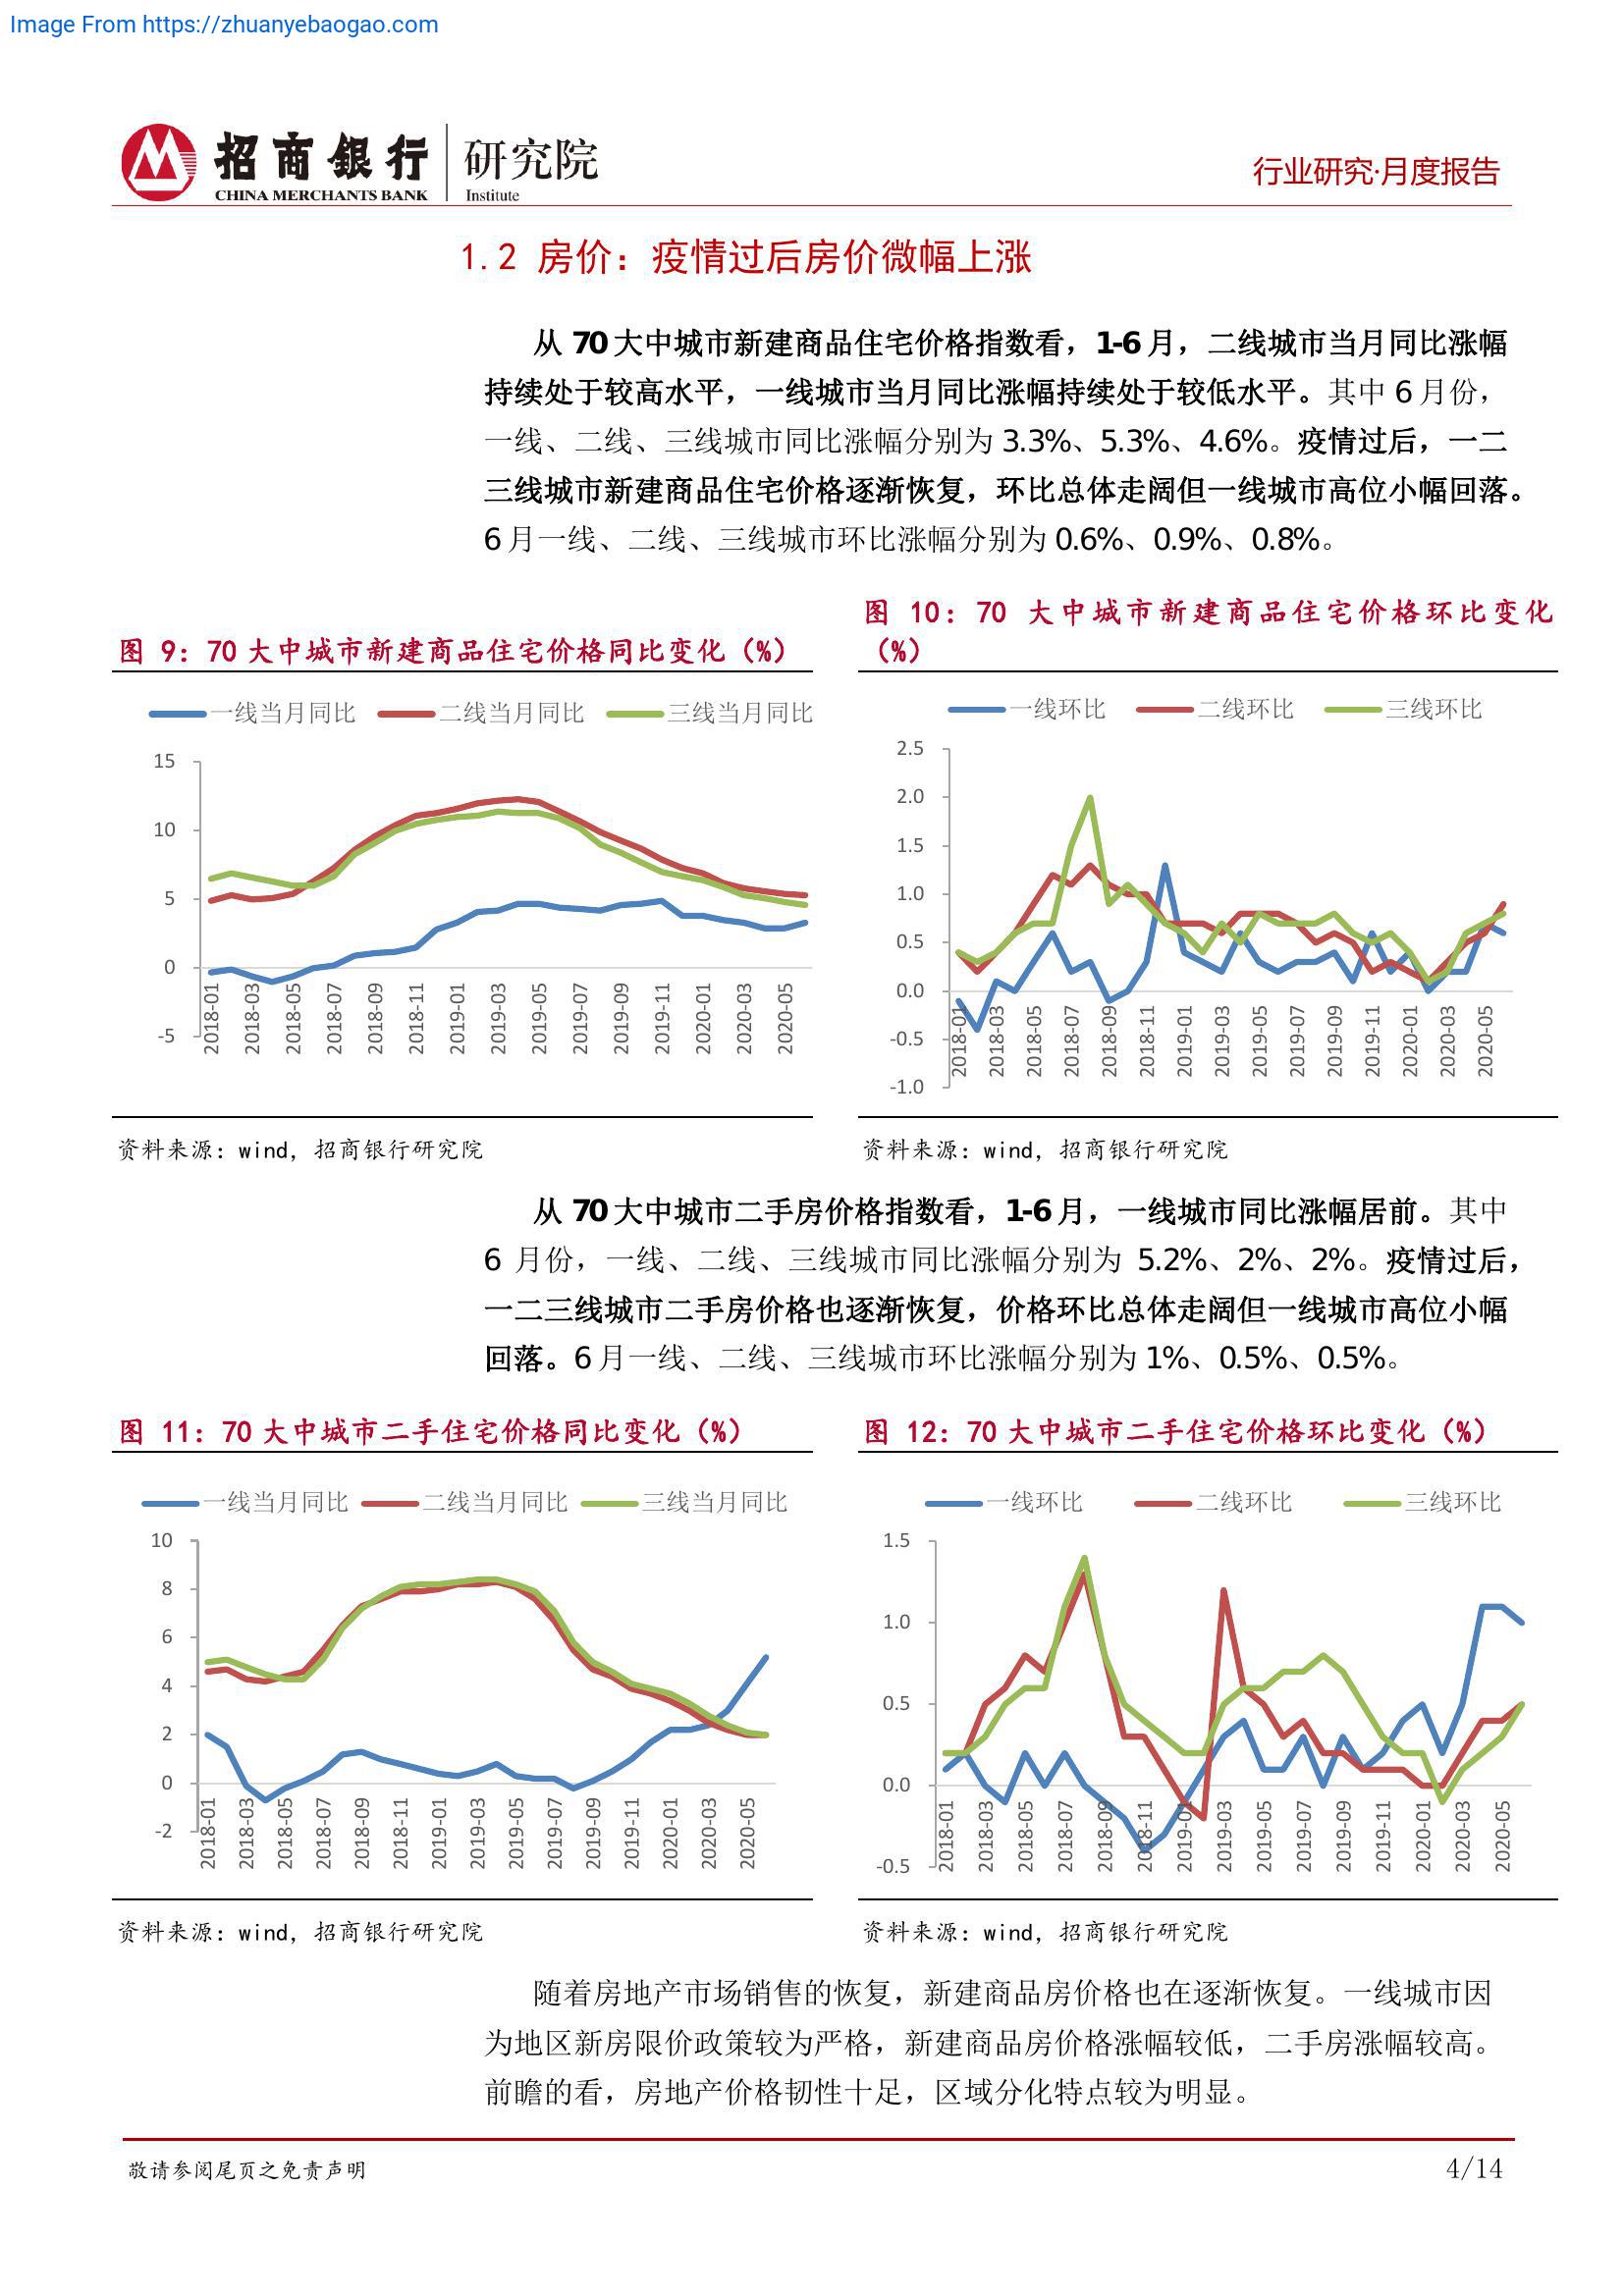 Image From https://zhuanyebaogao.com
招商銀行 研究院
CHINA MERCHANTS BANK Institute
行业研究·月度报告
1.2 房价：疫情过后房价微幅上涨
从 70 大中城市新建商品住宅价格指数看，1-6 月，二线城市当月同比涨幅
持续处于较高水平，一线城市当月同比涨幅持续处于较低水平。其中 6 月份，
一线、二线、三线城市同比涨幅分别为 3.3%、5.3%、4.6%。疫情过后，一二
三线城市新建商品住宅价格逐渐恢复，环比总体走阔但一线城市高位小幅回落。
6 月一线、二线、三线城市环比涨幅分别为 0.6%、0.9%、0.8%。
图 9：70 大中城市新建商品住宅价格同比变化（%）
一线当月同比 二线当月同比 三线当月同比
15
10
5
0
-5
2018-01 2018-03 2018-05 2018-07 2018-09 2018-11 2019-01 2019-03 2019-05 2019-07 2019-09 2019-11 2020-01 2020-03 2020-05
资料来源：wind，招商银行研究院
图 10：70 大中城市新建商品住宅价格环比变化
（%）
一线环比 二线环比 三线环比
2.5
2.0
1.5
1.0
0.5
0.0
-0.5
-1.0
2018-01 2018-03 2018-05 2018-07 2018-09 2018-11 2019-01 2019-03 2019-05 2019-07 2019-09 2019-11 2020-01 2020-03 2020-05
资料来源：wind，招商银行研究院
从 70 大中城市二手房价格指数看，1-6 月，一线城市同比涨幅居前。其中
6 月份，一线、二线、三线城市同比涨幅分别为 5.2%、2%、2%。疫情过后，
一二三线城市二手房价格也逐渐恢复，价格环比总体走阔但一线城市高位小幅
回落。6 月一线、二线、三线城市环比涨幅分别为 1%、0.5%、0.5%。
图 11：70 大中城市二手住宅价格同比变化（%）
一线当月同比 二线当月同比 三线当月同比
10
8
6
4
2
0
-2
2018-01 2018-03 2018-05 2018-07 2018-09 2018-11 2019-01 2019-03 2019-05 2019-07 2019-09 2019-11 2020-01 2020-03 2020-05
资料来源：wind，招商银行研究院
图 12：70 大中城市二手住宅价格环比变化（%）
一线环比 二线环比 三线环比
1.5
1.0
0.5
0.0
-0.5
2018-01 2018-03 2018-05 2018-07 2018-09 2018-11 2019-01 2019-03 2019-05 2019-07 2019-09 2019-11 2020-01 2020-03 2020-05
资料来源：wind，招商银行研究院
随着房地产市场销售的恢复，新建商品房价格也在逐渐恢复。一线城市因
为地区新房限价政策较为严格，新建商品房价格涨幅较低，二手房涨幅较高。
前瞻的看，房地产价格韧性十足，区域分化特点较为明显。
敬请参阅尾页之免责声明
4/14